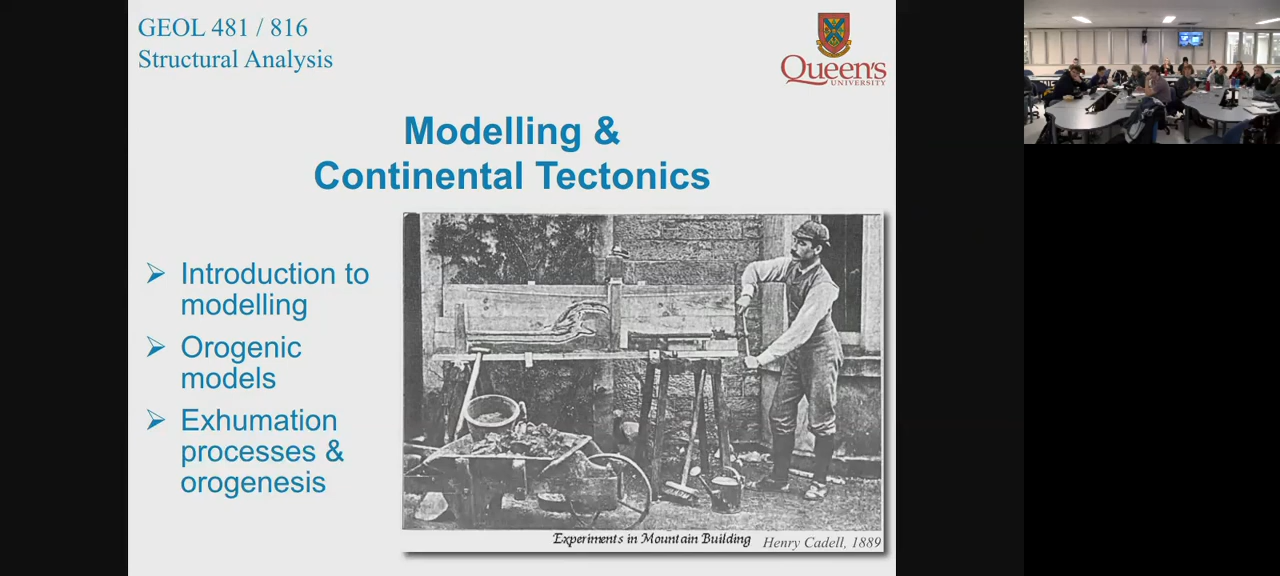 GEOL 481 / 816
Structural Analysis
Queen's
UNIVERSITY
Modelling &
Continental Tectonics
➢ Introduction to
modelling
➢ Orogenic
models
➢ Exhumation
processes &
orogenesis
Experiments in Mountain Building Henry Cadell, 1889